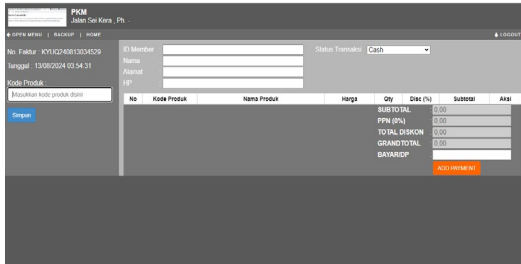 PKM
Jalan Sei Kera , Ph. -
OPEN MENU | BACKUP | HOME
LOGOUT
No. Faktur : KYUIQ240813034529
Tanggal : 13/08/2024 03:54:31
Kode Produk :
Masukkan kode produk disini
Simpan
ID Member
Nama
Alamat
HP
Status Transaksi : Cash
No Kode Produk Nama Produk Harga Qty Disc (%) Subtotal Aksi
SUBTOTAL : 0,00
PPN (0%) : 0,00
TOTAL DISKON : 0,00
GRANDTOTAL : 0,00
BAYAR/DP :
ADD PAYMENT